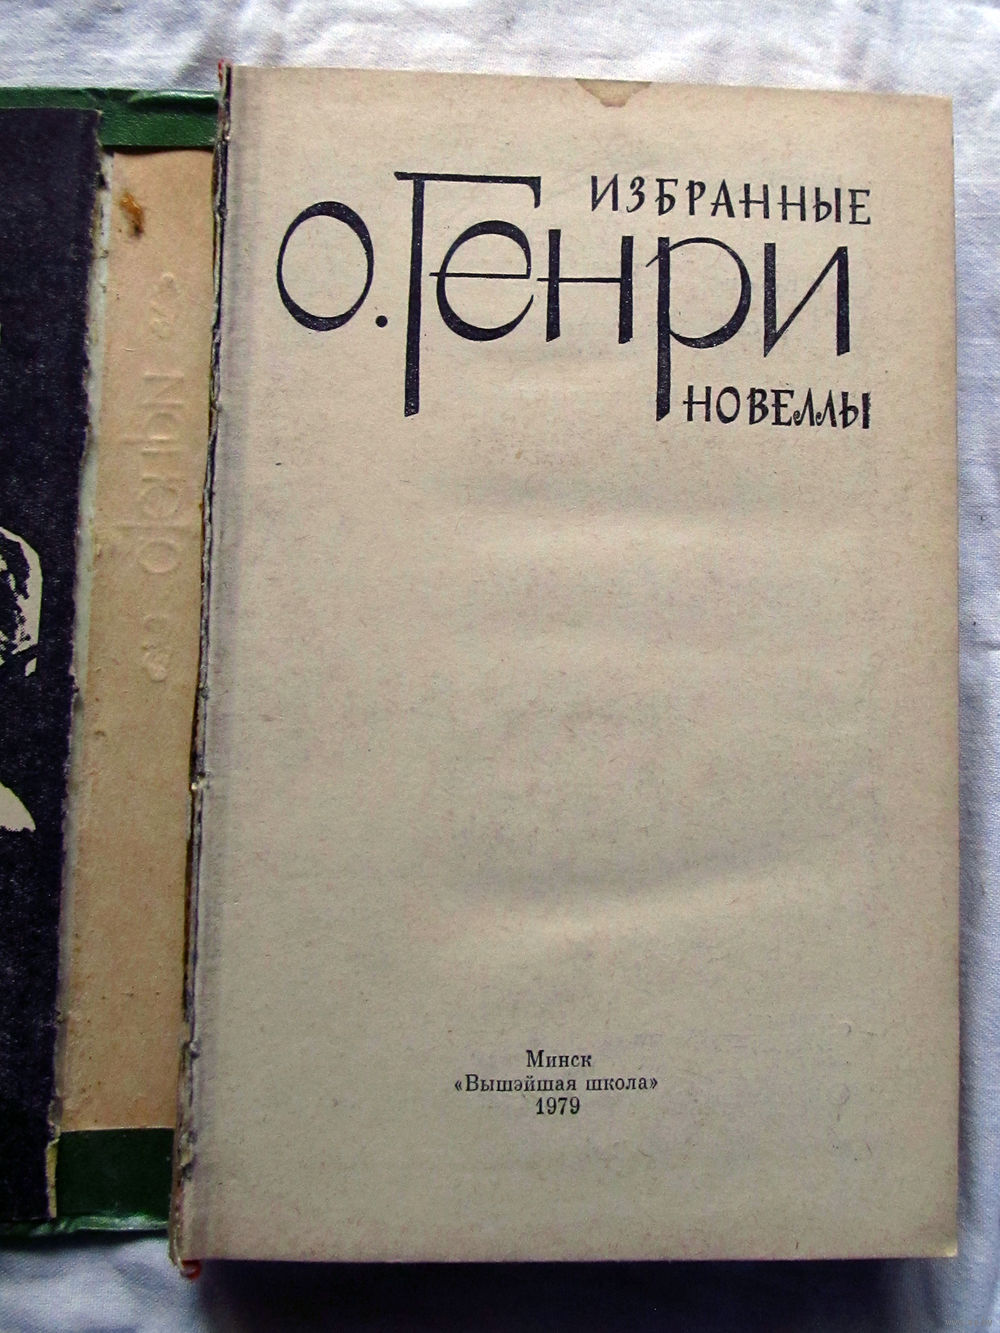 ИЗБРАННЫЕ
О. ГЕНРИ
НОВЕЛЛЫ
Минск
«Вышэйшая школа»
1979